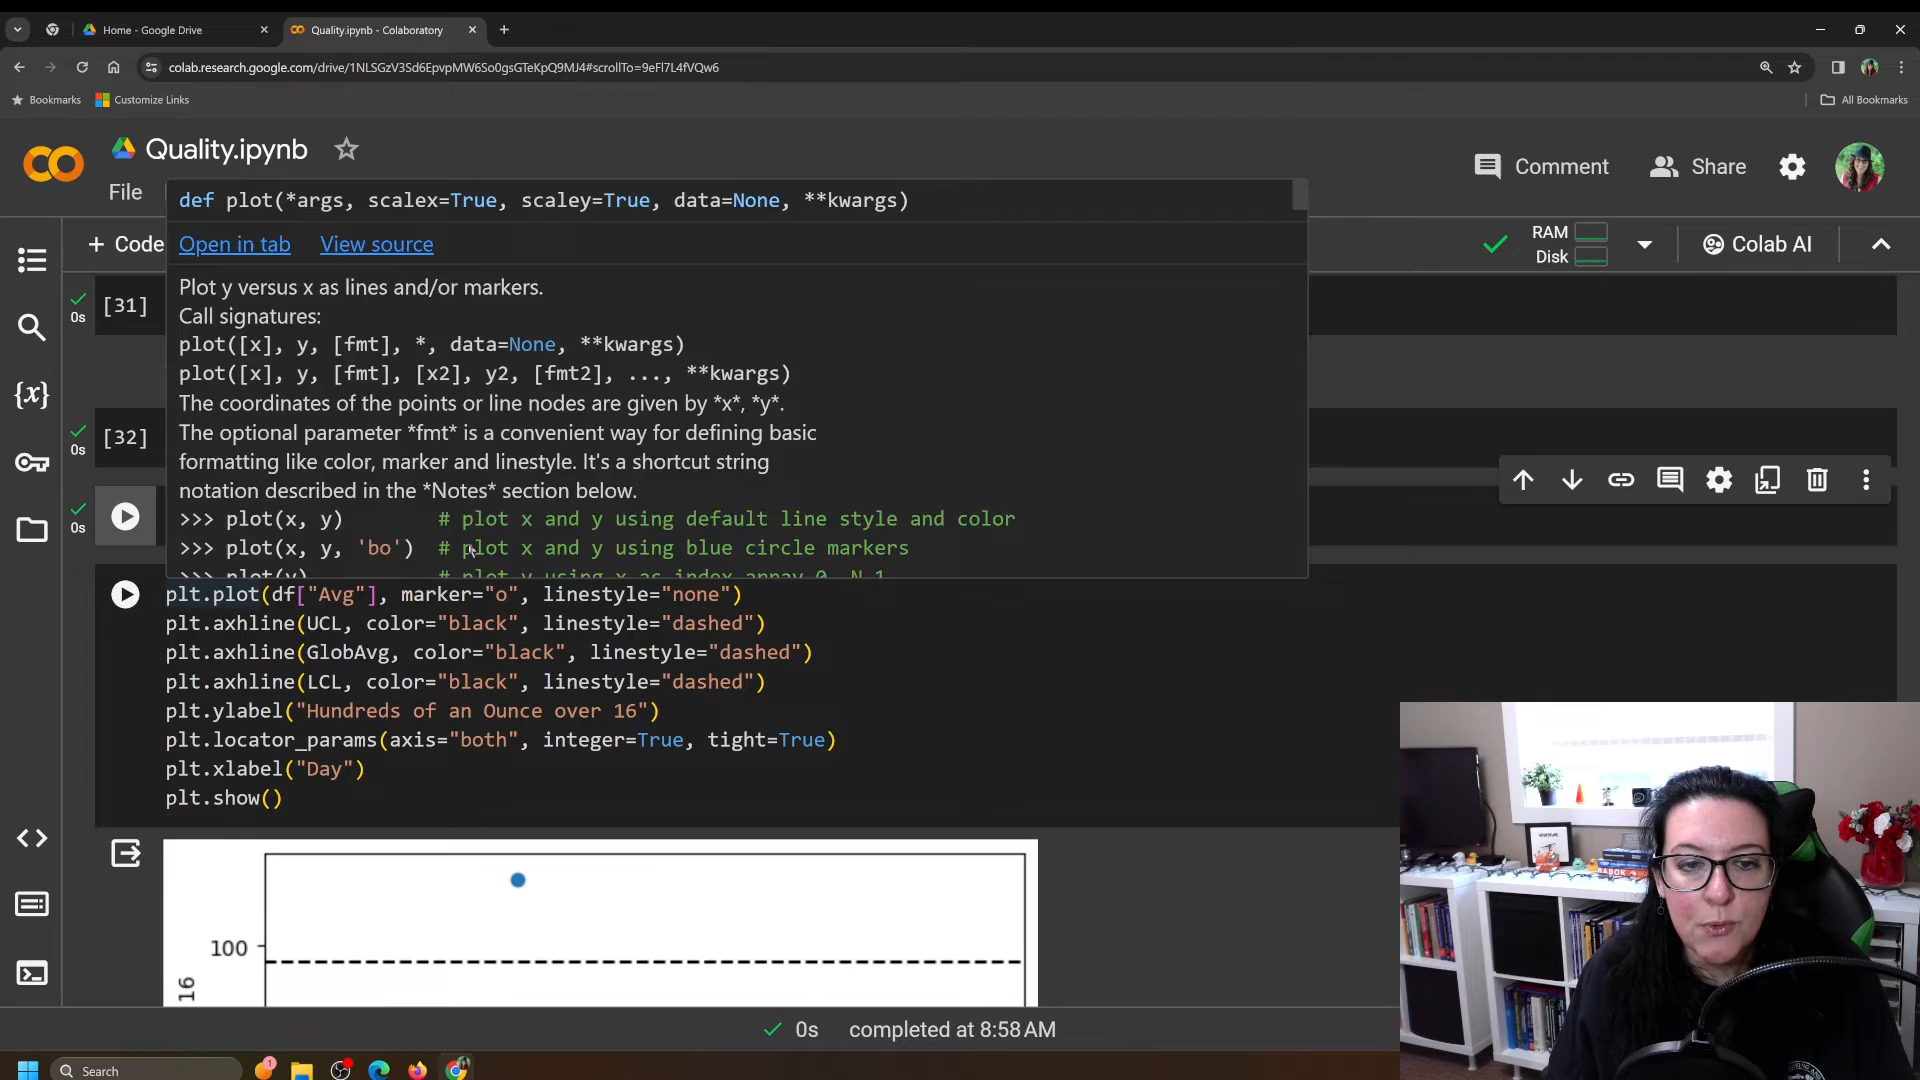 Home - Google Drive
Quality.ipynb - Colaboratory
colab.research.google.com/drive/1NLSGzV3Sd6EpvpMW6So0gsGTeKpQ9MJ4#scrollTo=9eFl7L4fVQw6
Bookmarks
Customize Links
All Bookmarks
Quality.ipynb
Comment
Share
File
def plot(*args, scalex=True, scaley=True, data=None, **kwargs)
+ Code
Open in tab
View source
RAM
Disk
Colab AI
Plot y versus x as lines and/or markers.
0s
[31]
Call signatures:
plot([x], y, [fmt], *, data=None, **kwargs)
plot([x], y, [fmt], [x2], y2, [fmt2], ..., **kwargs)
The coordinates of the points or line nodes are given by *x*, *y*.
0s
[32]
The optional parameter *fmt* is a convenient way for defining basic
formatting like color, marker and linestyle. It's a shortcut string
notation described in the *Notes* section below.
0s
>>> plot(x, y) # plot x and y using default line style and color
>>> plot(x, y, 'bo') # plot x and y using blue circle markers
>>> plot(y) # plot y using x as index array 0..N-1
plt.plot(df["Avg"], marker="o", linestyle="none")
plt.axhline(UCL, color="black", linestyle="dashed")
plt.axhline(GlobAvg, color="black", linestyle="dashed")
plt.axhline(LCL, color="black", linestyle="dashed")
plt.ylabel("Hundreds of an Ounce over 16")
plt.locator_params(axis="both", integer=True, tight=True)
plt.xlabel("Day")
plt.show()
100
16
0s completed at 8:58 AM
Search